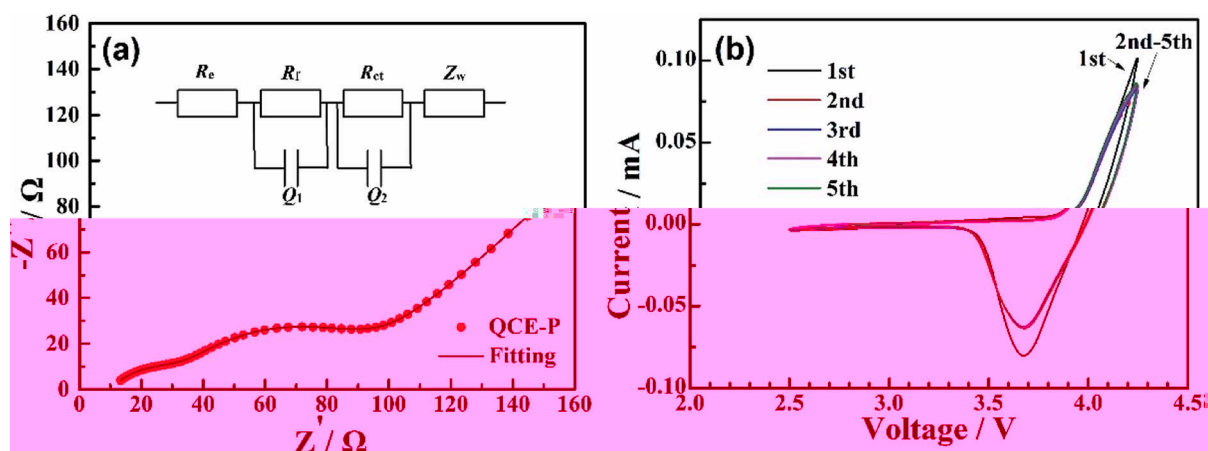 (a)
160
140
120
100
80
60
40
20
0
-Z'' / Ω
Re Rf Rct Zw
Q1 Q2
QCE-P
Fitting
0 20 40 60 80 100 120 140 160
Z' / Ω
(b)
0.10
0.05
0.00
-0.05
-0.10
Current / mA
1st
2nd
3rd
4th
5th
2nd-5th
1st
2.0 2.5 3.0 3.5 4.0 4.5
Voltage / V